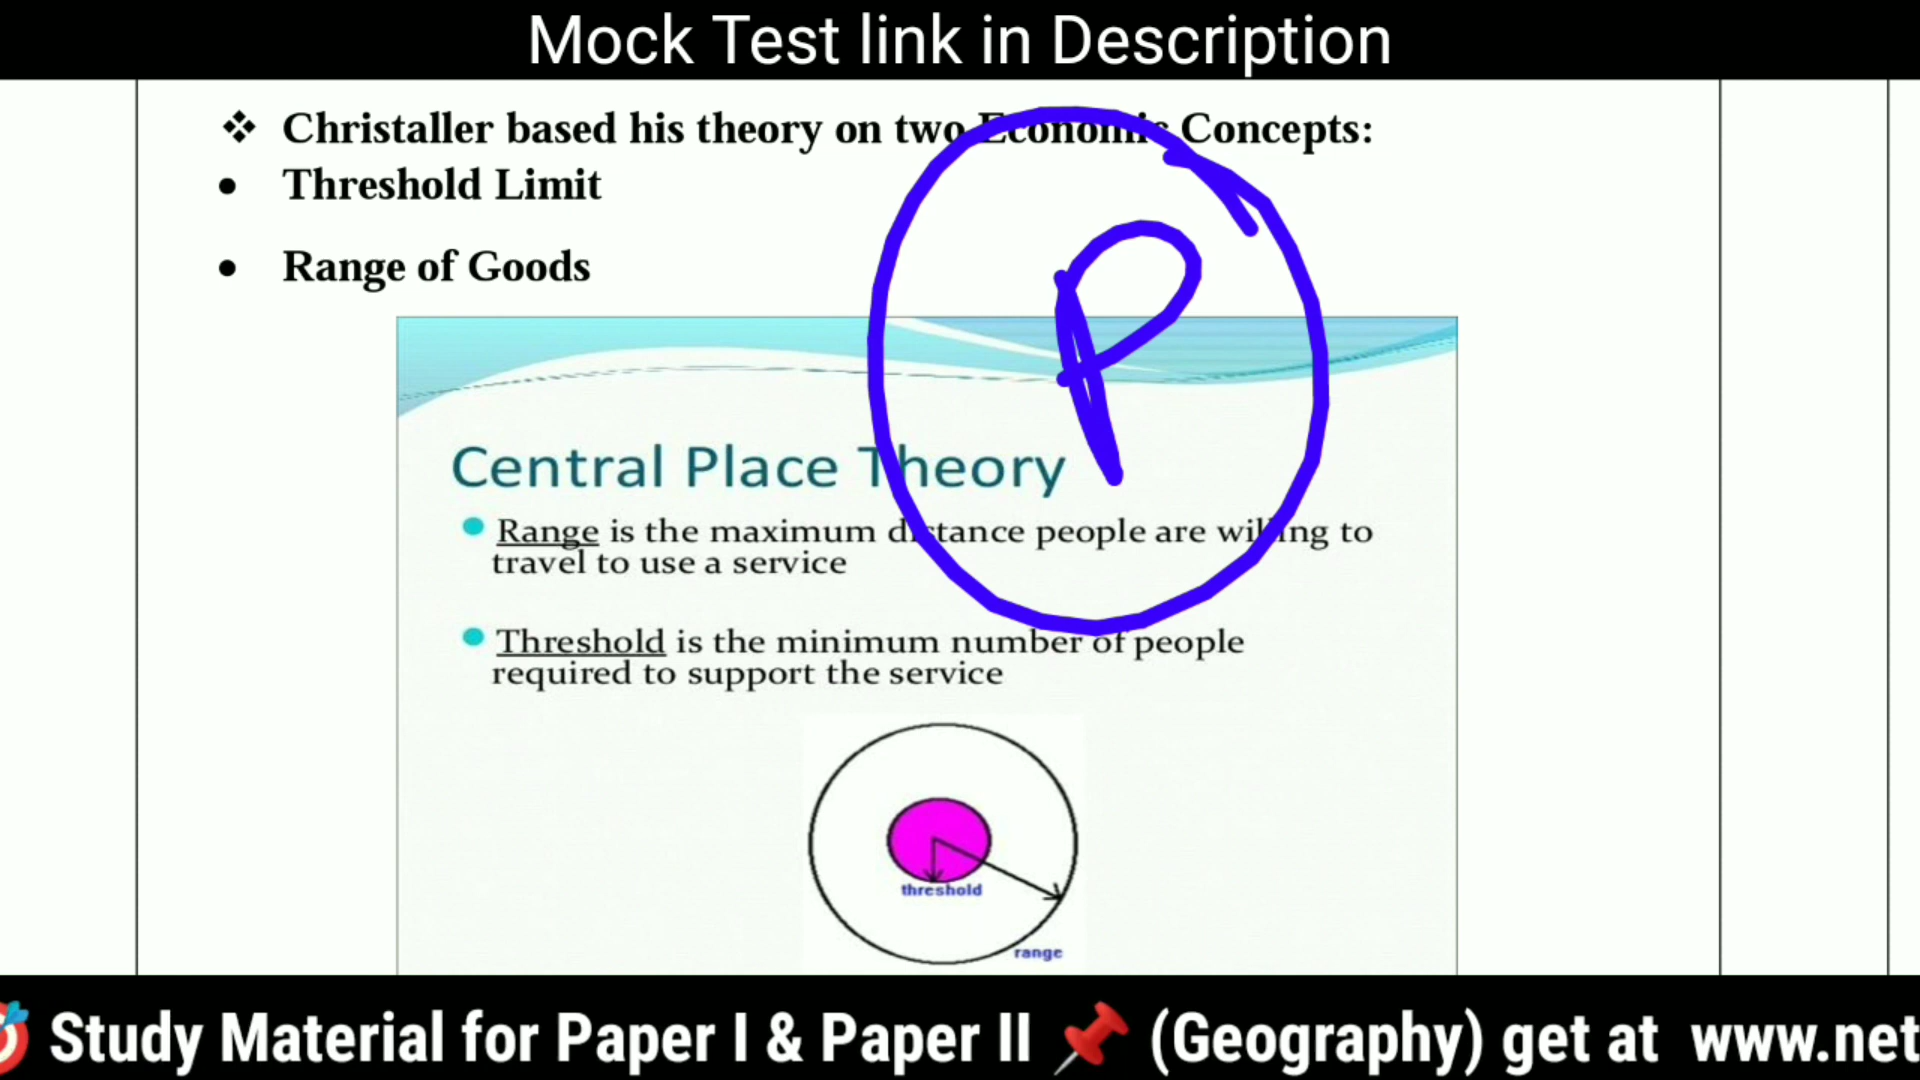 Mock Test link in Description
❖ Christaller based his theory on two Economic Concepts:
• Threshold Limit
• Range of Goods
P
Central Place Theory
• Range is the maximum distance people are willing to
travel to use a service
• Threshold is the minimum number of people
required to support the service
threshold
range
🎯 Study Material for Paper I & Paper II 📌 (Geography) get at www.net